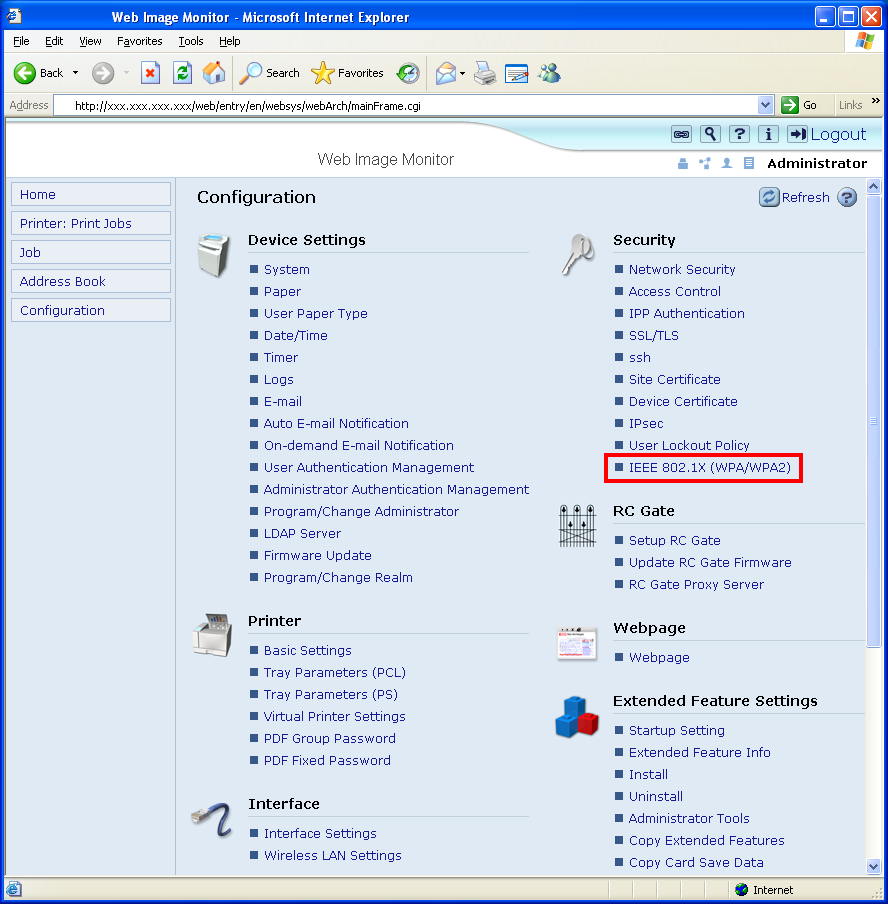 Web Image Monitor - Microsoft Internet Explorer
File Edit View Favorites Tools Help
Back Search Favorites
Address http://xxx.xxx.xxx.xxx/web/entry/en/websys/webArch/mainFrame.cgi Go Links »
Logout
Web Image Monitor
Administrator
Home
Printer: Print Jobs
Job
Address Book
Configuration
Configuration
Refresh
Device Settings
System
Paper
User Paper Type
Date/Time
Timer
Logs
E-mail
Auto E-mail Notification
On-demand E-mail Notification
User Authentication Management
Administrator Authentication Management
Program/Change Administrator
LDAP Server
Firmware Update
Program/Change Realm
Printer
Basic Settings
Tray Parameters (PCL)
Tray Parameters (PS)
Virtual Printer Settings
PDF Group Password
PDF Fixed Password
Interface
Interface Settings
Wireless LAN Settings
Security
Network Security
Access Control
IPP Authentication
SSL/TLS
ssh
Site Certificate
Device Certificate
IPsec
User Lockout Policy
IEEE 802.1X (WPA/WPA2)
RC Gate
Setup RC Gate
Update RC Gate Firmware
RC Gate Proxy Server
Webpage
Webpage
Extended Feature Settings
Startup Setting
Extended Feature Info
Install
Uninstall
Administrator Tools
Copy Extended Features
Copy Card Save Data
Internet